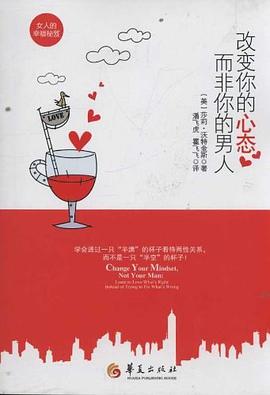 女人的
幸福秘笈
改变你的心态
而非你的男人
[美] 莎莉·沃特金斯 著
潘飞虎 霍飞飞 译
LOVE
学会透过一只“半满”的杯子看待两性关系，
而不是一只“半空”的杯子！
Change Your Mindset,
Not Your Man:
Learn to Love What's Right
Instead of Trying to Fix What's Wrong
华夏出版社
HUAXIA PUBLISHING HOUSE